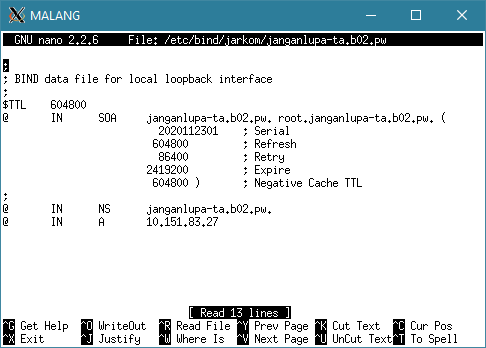 MALANG
GNU nano 2.2.6 File: /etc/bind/jarkom/janganlupa-ta.b02.pw
;
; BIND data file for local loopback interface
;
$TTL 604800
@ IN SOA janganlupa-ta.b02.pw. root.janganlupa-ta.b02.pw. (
2020112301 ; Serial
604800 ; Refresh
86400 ; Retry
2419200 ; Expire
604800 ) ; Negative Cache TTL
;
@ IN NS janganlupa-ta.b02.pw.
@ IN A 10.151.83.27
[ Read 13 lines ]
^G Get Help ^O WriteOut ^R Read File ^Y Prev Page ^K Cut Text ^C Cur Pos
^X Exit ^J Justify ^W Where Is ^V Next Page ^U UnCut Text ^T To Spell